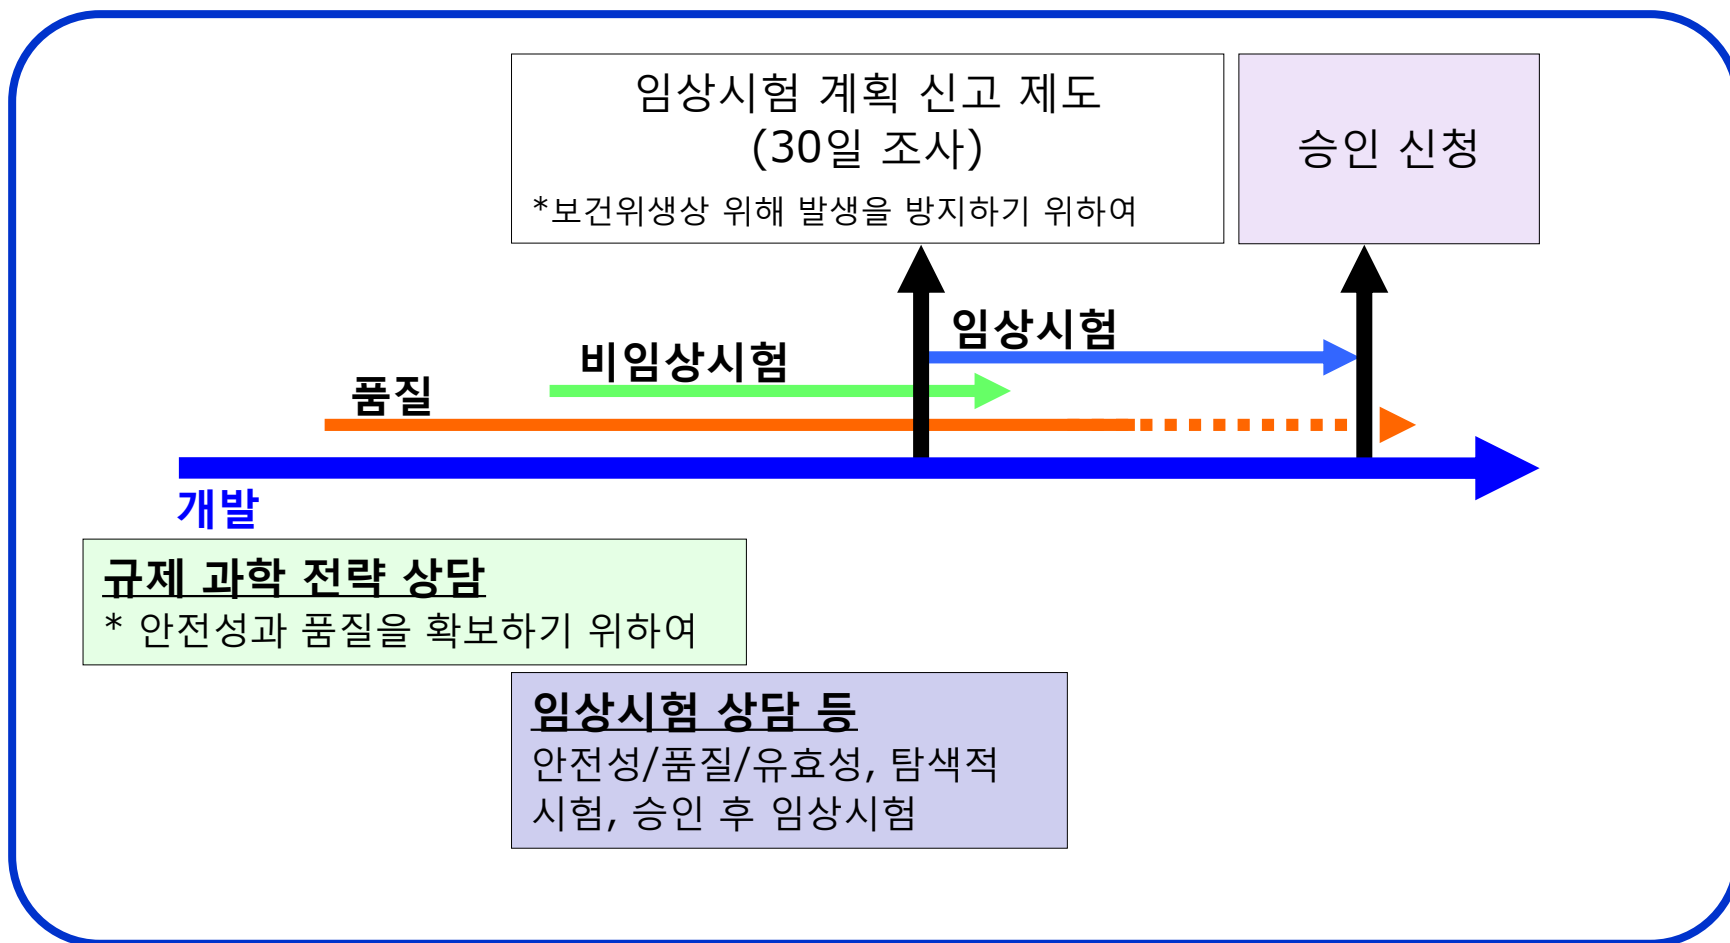 임상시험 계획 신고 제도
(30일 조사)
*보건위생상 위해 발생을 방지하기 위하여
승인 신청
임상시험
비임상시험
품질
개발
규제 과학 전략 상담
* 안전성과 품질을 확보하기 위하여
임상시험 상담 등
안전성/품질/유효성, 탐색적
시험, 승인 후 임상시험